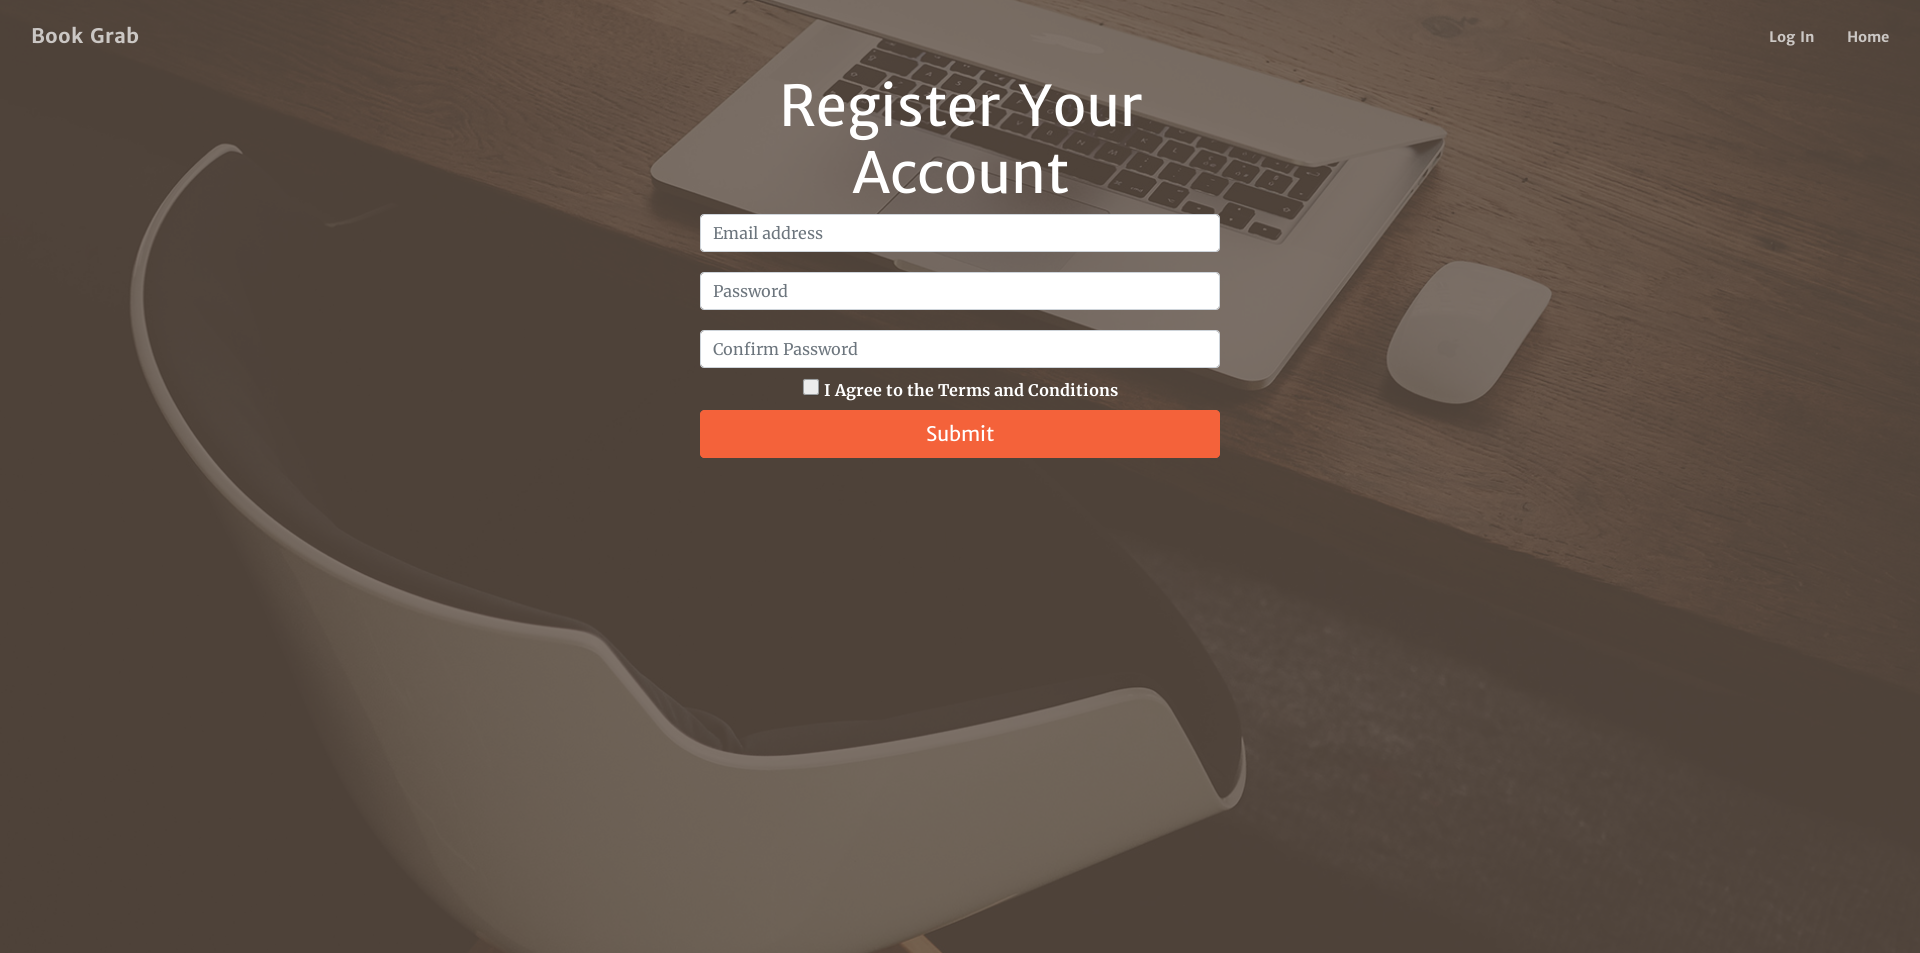 Book Grab
Log In
Home
Register Your
Account
Email address
Password
Confirm Password
I Agree to the Terms and Conditions
Submit